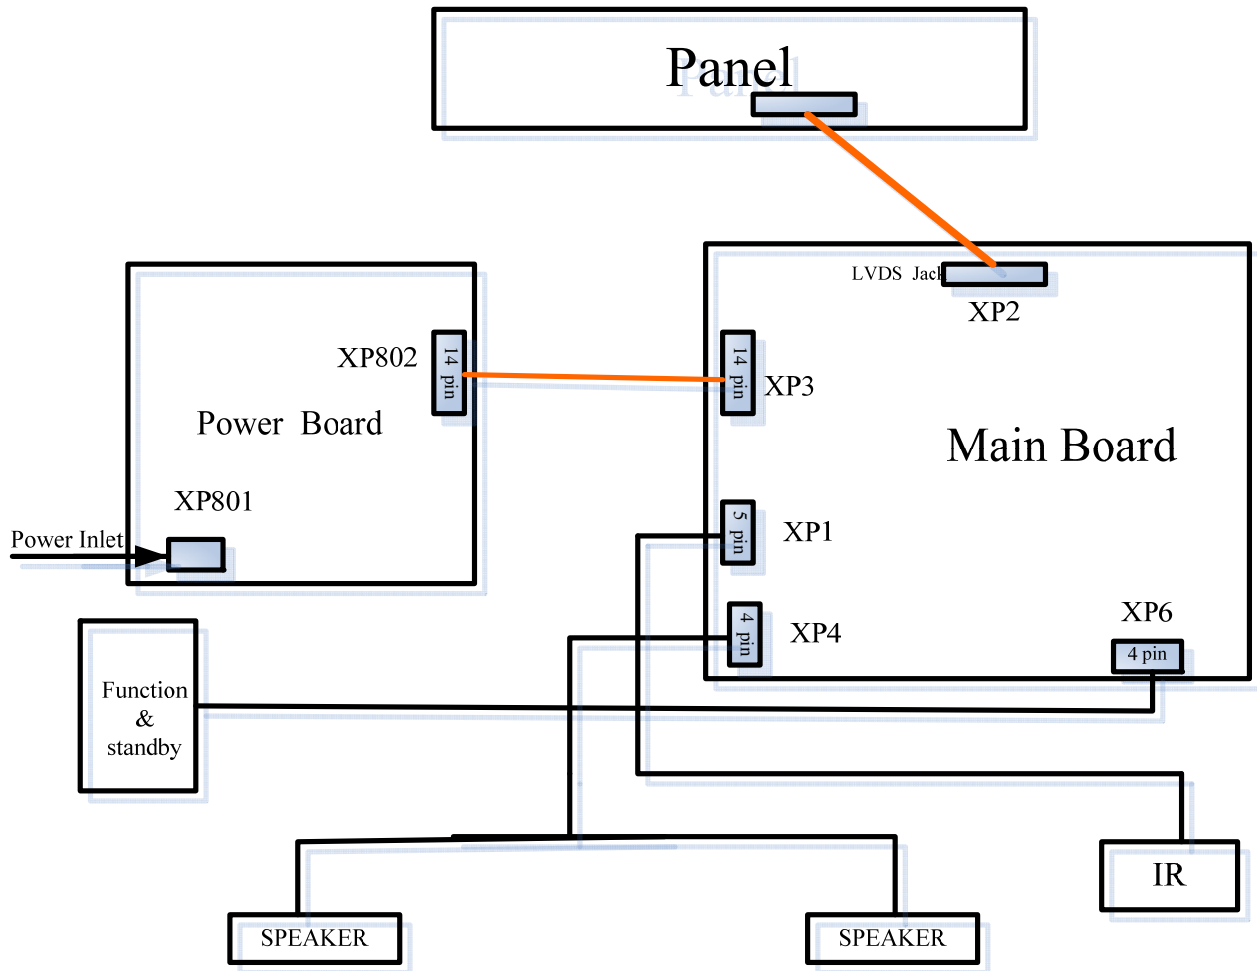 Panel
LVDS Jack
XP2
XP802
14 pin
14 pin
XP3
Power Board
Main Board
XP801
Power Inlet
5 pin
XP1
4 pin
XP4
XP6
4 pin
Function
&
standby
IR
SPEAKER
SPEAKER